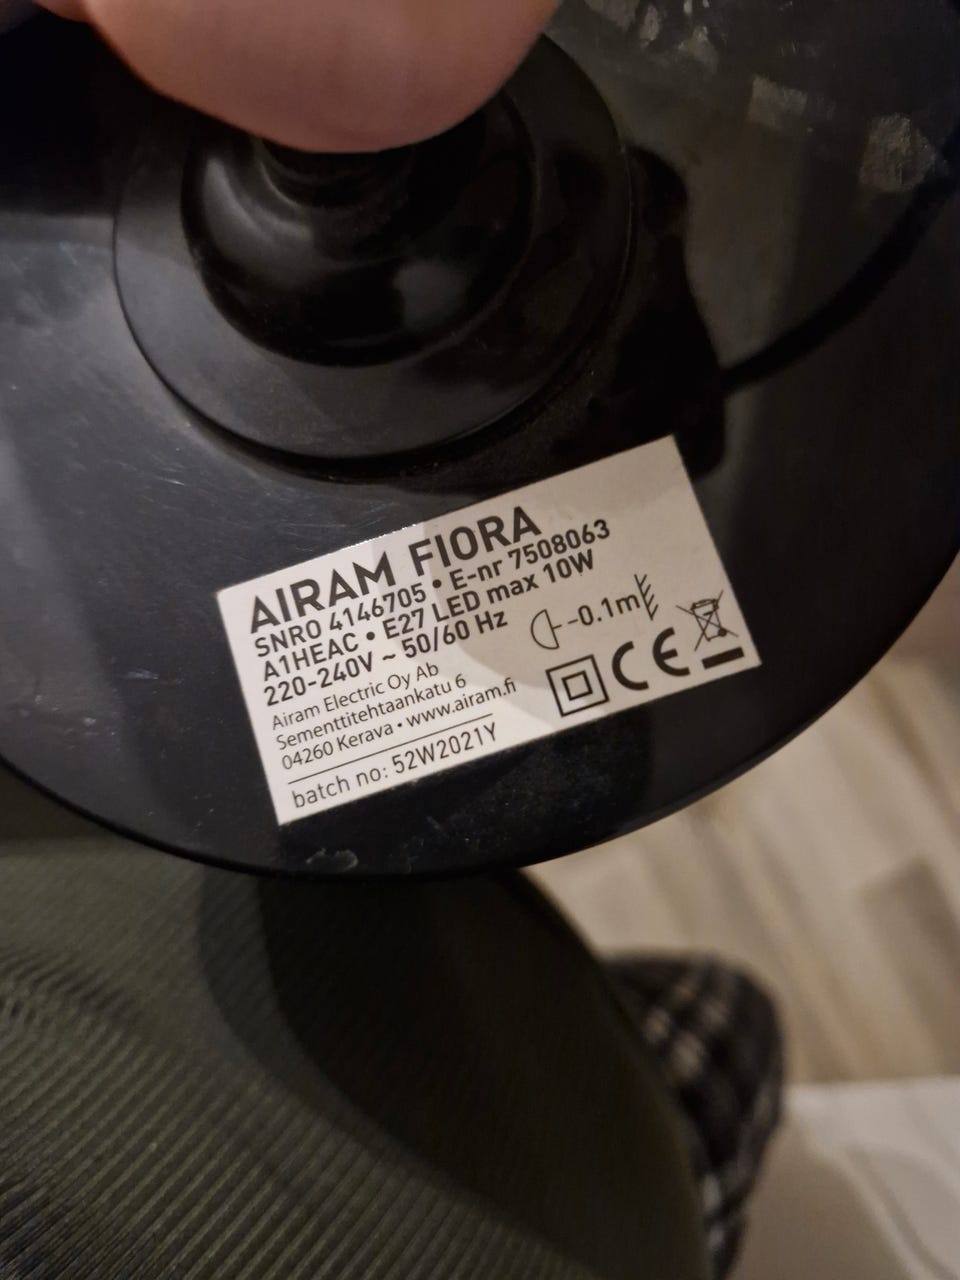 AIRAM FIORA
SNRO 4146705 • E-nr 7508063
A1HEAC • E27 LED max 10W
220-240V ~ 50/60 Hz
-0.1m
Airam Electric Oy Ab
Sementtitehtaankatu 6
04260 Kerava • www.airam.fi
CE
batch no: 52W2021Y